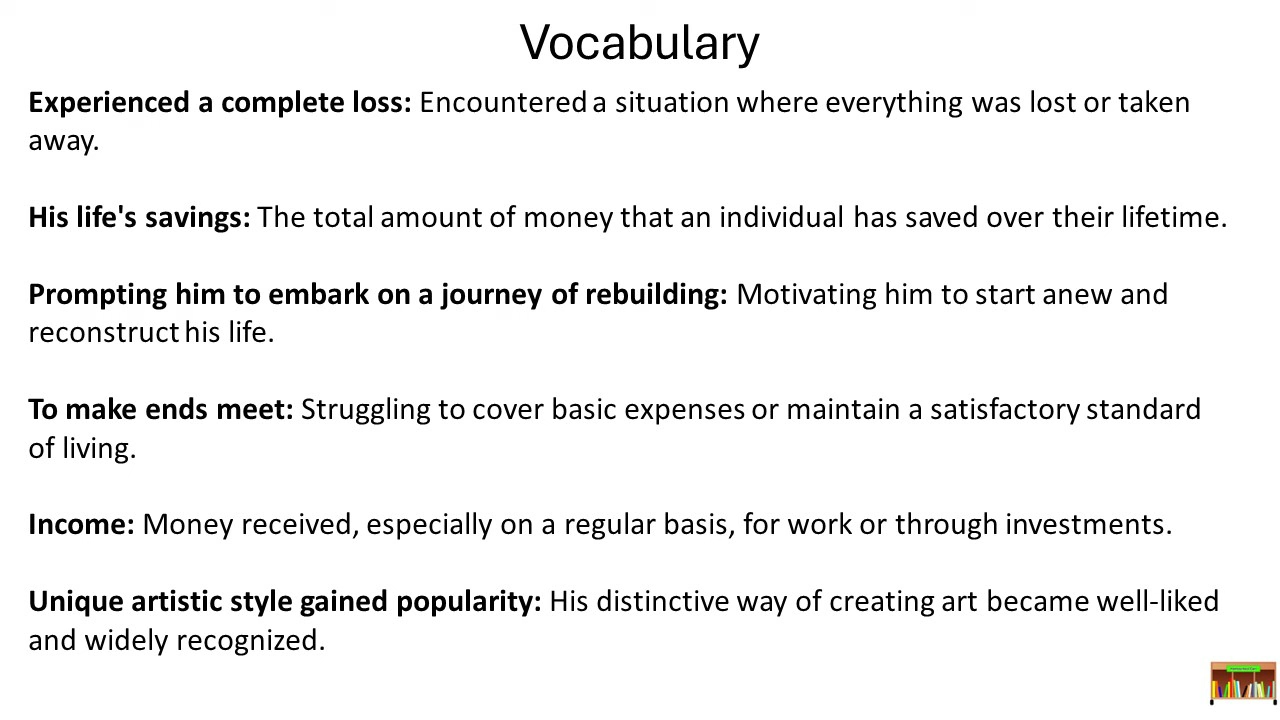 Vocabulary
Experienced a complete loss: Encountered a situation where everything was lost or taken
away.
His life's savings: The total amount of money that an individual has saved over their lifetime.
Prompting him to embark on a journey of rebuilding: Motivating him to start anew and
reconstruct his life.
To make ends meet: Struggling to cover basic expenses or maintain a satisfactory standard
of living.
Income: Money received, especially on a regular basis, for work or through investments.
Unique artistic style gained popularity: His distinctive way of creating art became well-liked
and widely recognized.